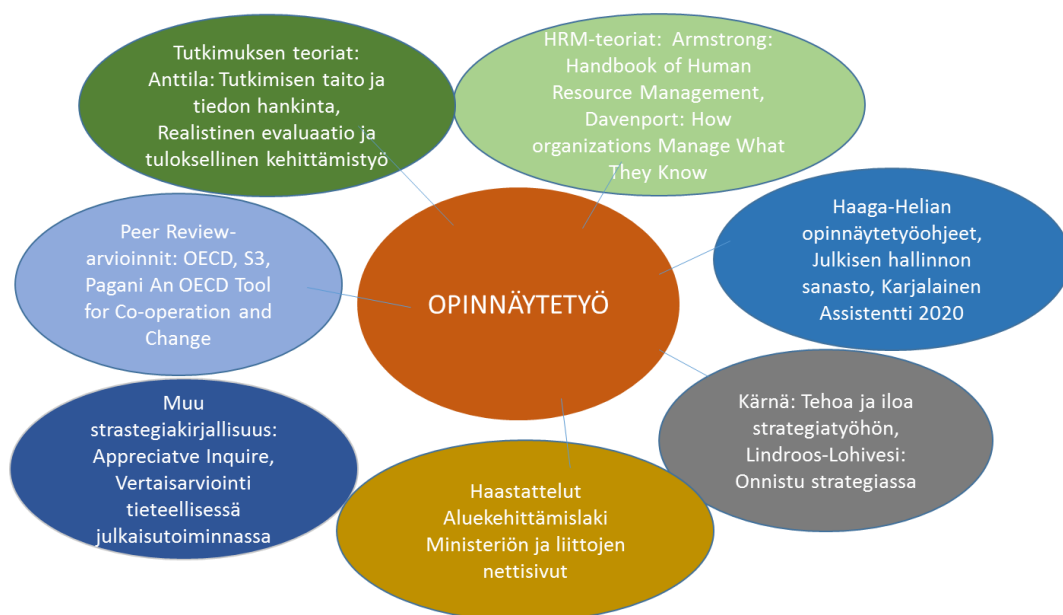 Tutkimuksen teoriat:
Anttila: Tutkimisen taito ja
tiedon hankinta,
Realistinen evaluaatio ja
tuloksellinen kehittämistyö
HRM-teoriat: Armstrong:
Handbook of Human
Resource Management,
Davenport: How
organizations Manage What
They Know
Peer Review-
arvioinnit: OECD, S3,
Pagani An OECD Tool
for Co-operation and
Change
OPINNÄYTETYÖ
Haaga-Helian
opinnäytetyöohjeet,
Julkisen hallinnon
sanasto, Karjalainen
Assistentti 2020
Muu
strastegiakirjallisuus:
Appreciatve Inquire,
Vertaisarviointi
tieteellisessä
julkaisutoiminnassa
Haastattelut
Aluekehittämislaki
Ministeriön ja liittojen
nettisivut
Kärnä: Tehoa ja iloa
strategiatyöhön,
Lindroos-Lohivesi:
Onnistu strategiassa